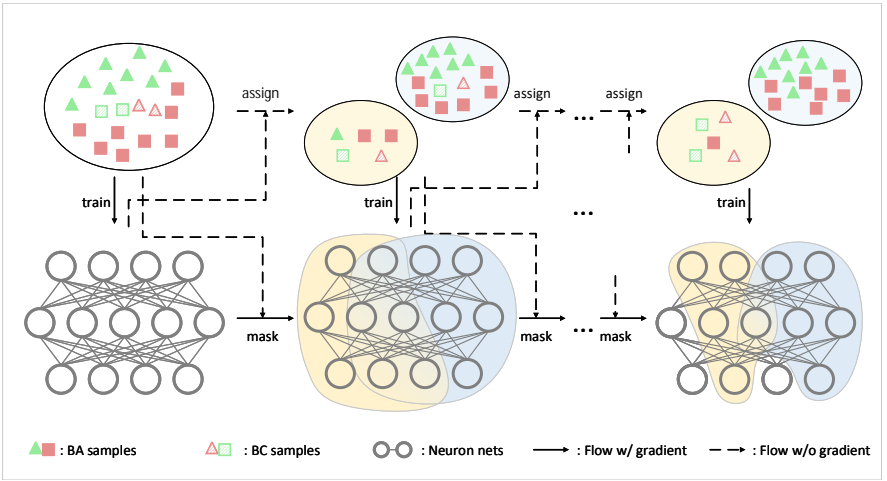 assign
assign
...
assign
train
train
...
train
mask
mask
...
mask
: BA samples
: BC samples
: Neuron nets
: Flow w/ gradient
: Flow w/o gradient